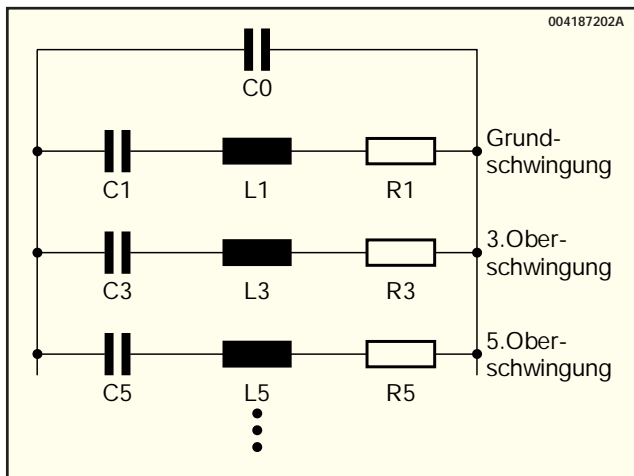 004187202A
C0
Grund-
schwingung
C1 L1 R1
3.Ober-
schwingung
C3 L3 R3
5.Ober-
schwingung
C5 L5 R5